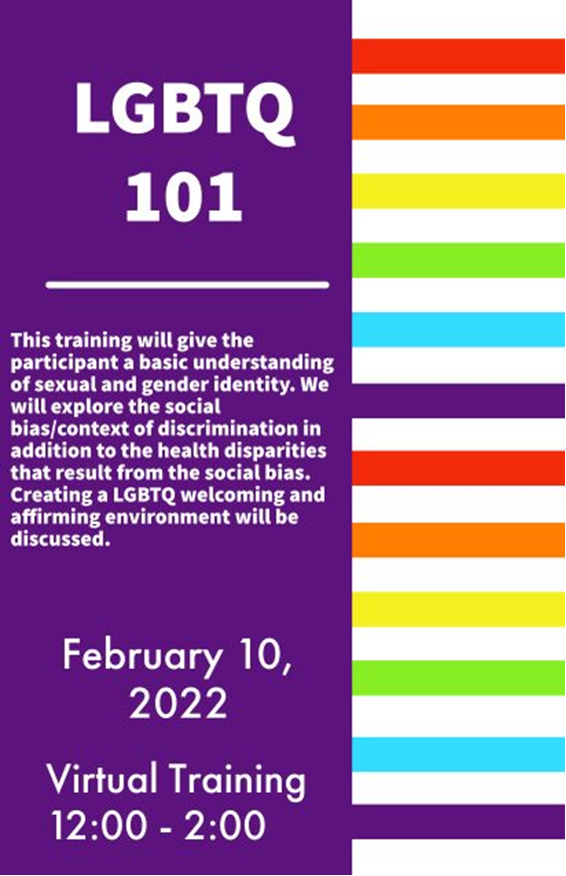 LGBTQ
101
This training will give the
participant a basic understanding
of sexual and gender identity. We
will explore the social
bias/context of discrimination in
addition to the health disparities
that result from the social bias.
Creating a LGBTQ welcoming and
affirming environment will be
discussed.
February 10,
2022
Virtual Training
12:00 - 2:00